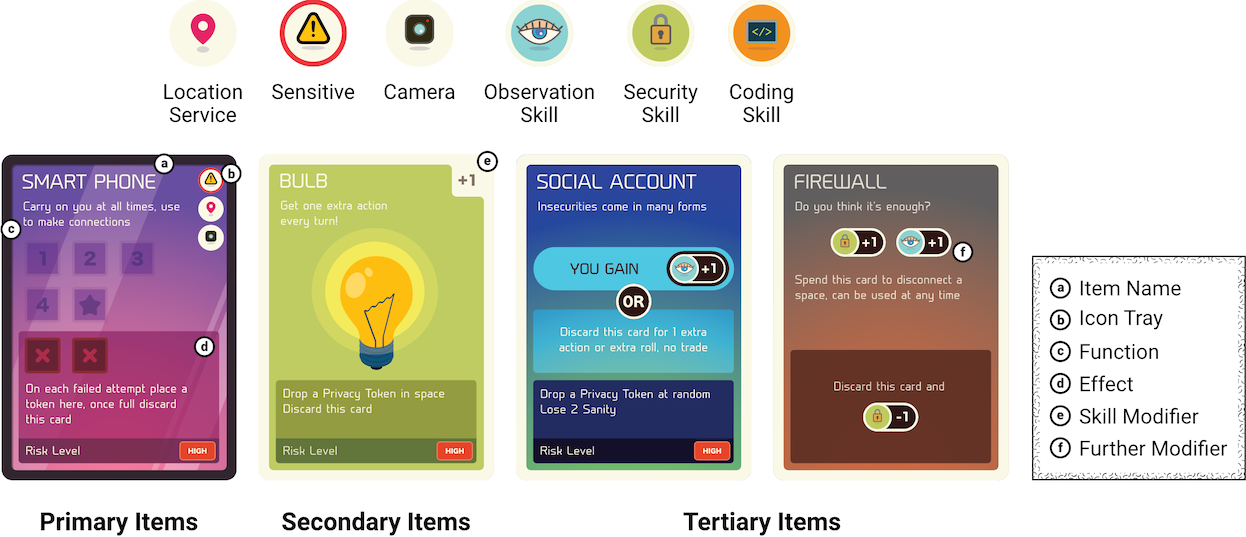 Location
Service
Sensitive
Camera
Observation
Skill
Security
Skill
Coding
Skill
</>
a
b
SMART PHONE
Carry on you at all times, use
to make connections
c
1 2 3
4
d
On each failed attempt place a
token here, once full discard
this card
Risk Level HIGH
Primary Items
e
BULB +1
Get one extra action
every turn!
Drop a Privacy Token in space
Discard this card
Risk Level HIGH
Secondary Items
SOCIAL ACCOUNT
Insecurities come in many forms
YOU GAIN +1
OR
Discard this card for 1 extra
action or extra roll, no trade
Drop a Privacy Token at random
Lose 2 Sanity
Risk Level HIGH
FIREWALL
Do you think it's enough?
+1 +1
f
Spend this card to disconnect a
space, can be used at any time
Discard this card and
-1
Tertiary Items
a Item Name
b Icon Tray
c Function
d Effect
e Skill Modifier
f Further Modifier